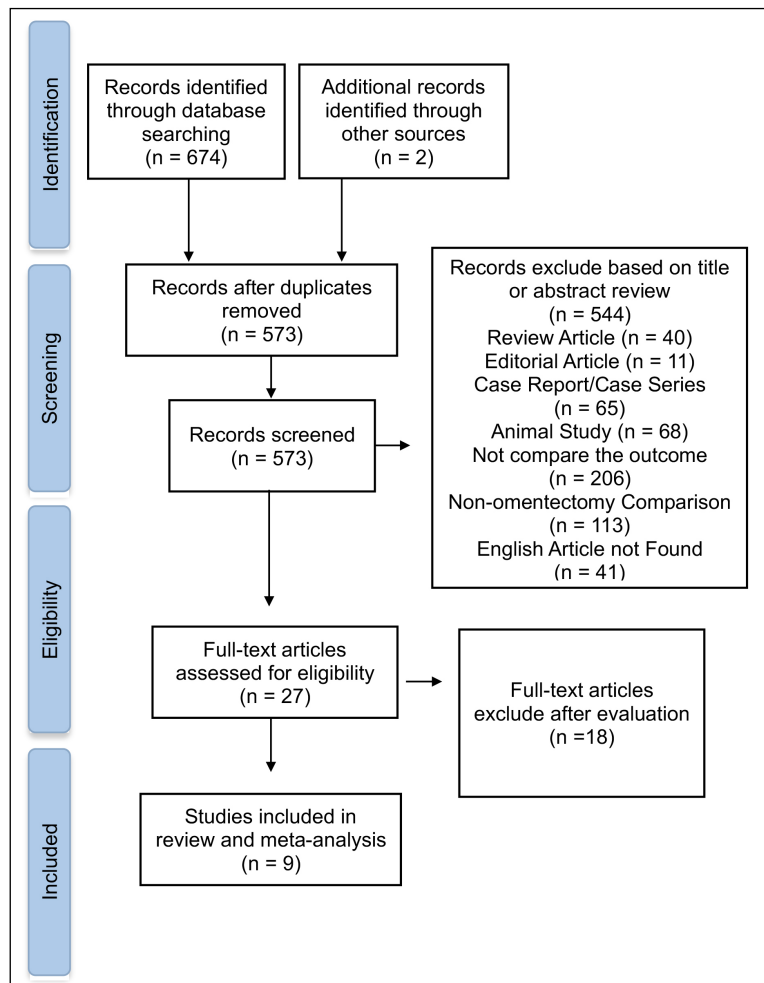 Identification
Records identified
through database
searching
(n = 674)
Additional records
identified through
other sources
(n = 2)
Screening
Records after duplicates
removed
(n = 573)
Records screened
(n = 573)
Records exclude based on title
or abstract review
(n = 544)
Review Article (n = 40)
Editorial Article (n = 11)
Case Report/Case Series
(n = 65)
Animal Study (n = 68)
Not compare the outcome
(n = 206)
Non-omentectomy Comparison
(n = 113)
English Article not Found
(n = 41)
Eligibility
Full-text articles
assessed for eligibility
(n = 27)
Full-text articles
exclude after evaluation
(n =18)
Included
Studies included in
review and meta-analysis
(n = 9)